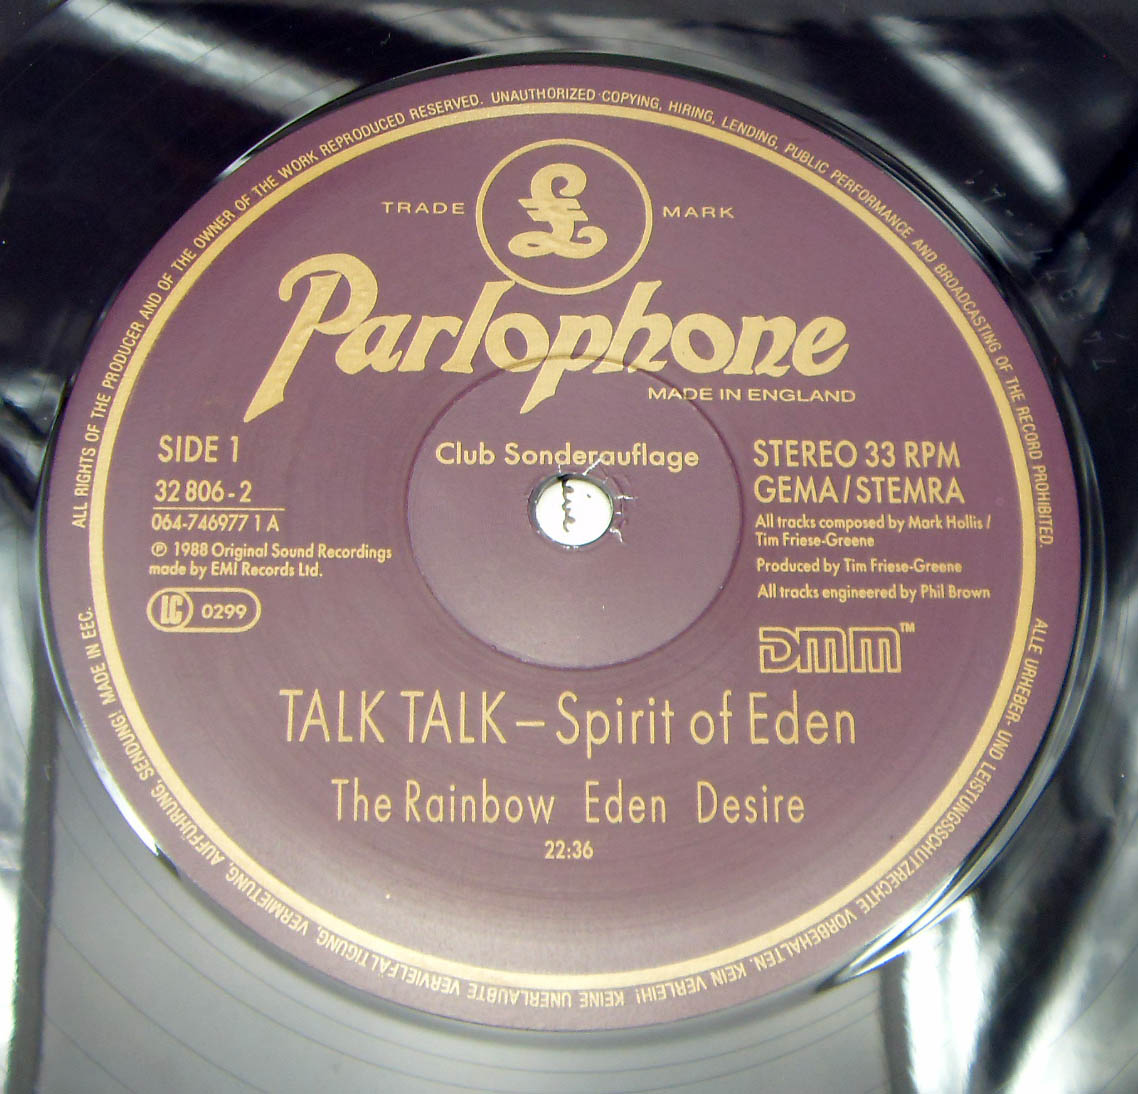 ALL RIGHTS OF THE PRODUCER AND OF THE OWNER OF THE WORK REPRODUCED RESERVED. UNAUTHORIZED COPYING, HIRING, LENDING, PUBLIC PERFORMANCE AND BROADCASTING OF THE RECORD PROHIBITED.
TRADE £ MARK
Parlophone
MADE IN ENGLAND
SIDE 1
32 806-2
064-746977 1 A
℗ 1988 Original Sound Recordings
made by EMI Records Ltd.
LC 0299
Club Sonderauflage
STEREO 33 RPM
GEMA/STEMRA
All tracks composed by Mark Hollis/
Tim Friese-Greene
Produced by Tim Friese-Greene
All tracks engineered by Phil Brown
DMM™
TALK TALK – Spirit of Eden
The Rainbow Eden Desire
22:36
ALLE URHEBER- UND LEISTUNGSSCHUTZRECHTE VORBEHALTEN. KEIN VERLEIH! KEINE UNERLAUBTE VERVIELFÄLTIGUNG, VERMIETUNG, AUFFÜHRUNG, SENDUNG! MADE IN EEC.